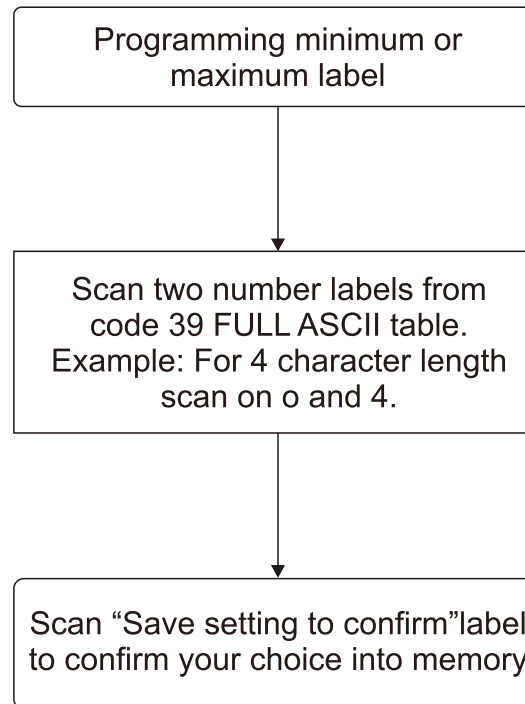 Programming minimum or
maximum label
Scan two number labels from
code 39 FULL ASCII table.
Example: For 4 character length
scan on o and 4.
Scan “Save setting to confirm”label
to confirm your choice into memory